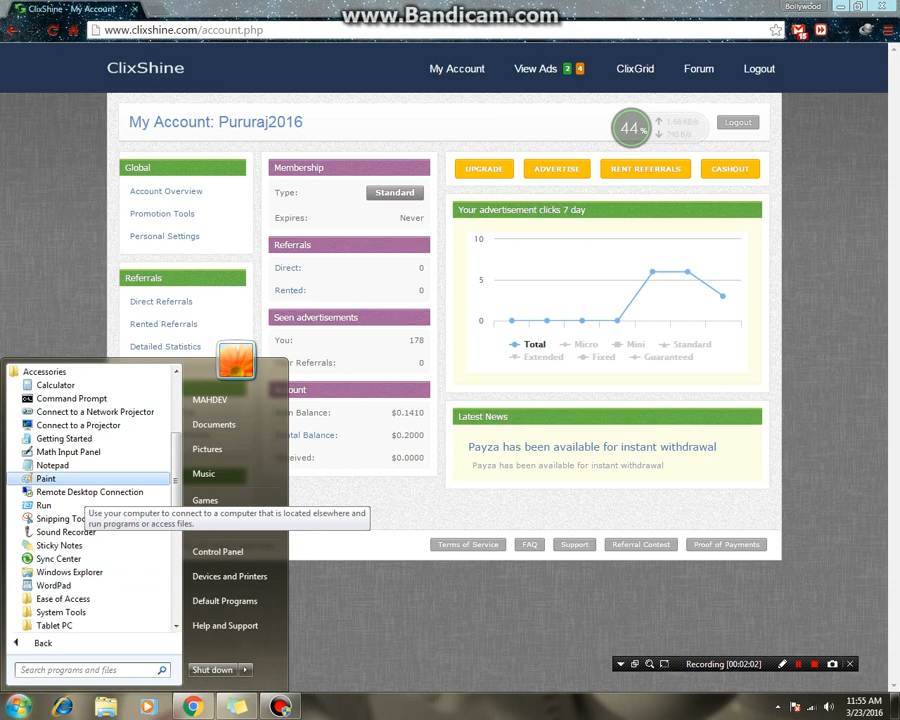 www.Bandicam.com
ClixShine - My Account
Bollywood
www.clixshine.com/account.php
15
ClixShine
My Account
View Ads 2 4
ClixGrid
Forum
Logout
My Account: Pururaj2016
44%
Logout
Global
Account Overview
Promotion Tools
Personal Settings
Referrals
Direct Referrals
Rented Referrals
Detailed Statistics
Membership
Type: Standard
Expires: Never
Referrals
Direct: 0
Rented: 0
Seen advertisements
You: 178
Referrals: 0
Balance: $0.1410
Balance: $0.2000
$0.0000
UPGRADE
ADVERTISE
RENT REFERRALS
CASHOUT
Your advertisement clicks 7 day
10
5
0
Total Micro Mini Standard
Extended Fixed Guaranteed
Latest News
Payza has been available for instant withdrawal
Payza has been available for instant withdrawal
Terms of Service
FAQ
Support
Referral Contest
Proof of Payments
Accessories
Calculator
Command Prompt
Connect to a Network Projector
Connect to a Projector
Getting Started
Math Input Panel
Notepad
Paint
Remote Desktop Connection
Run
Snipping
Sound Recorder
Sticky Notes
Sync Center
Windows Explorer
WordPad
Ease of Access
System Tools
Tablet PC
Back
Search programs and files
Use your computer to connect to a computer that is located elsewhere and
run programs or access files.
MAHDEV
Documents
Pictures
Music
Games
Control Panel
Devices and Printers
Default Programs
Help and Support
Shut down
Recording [00:02:02]
11:55 AM
3/23/2016